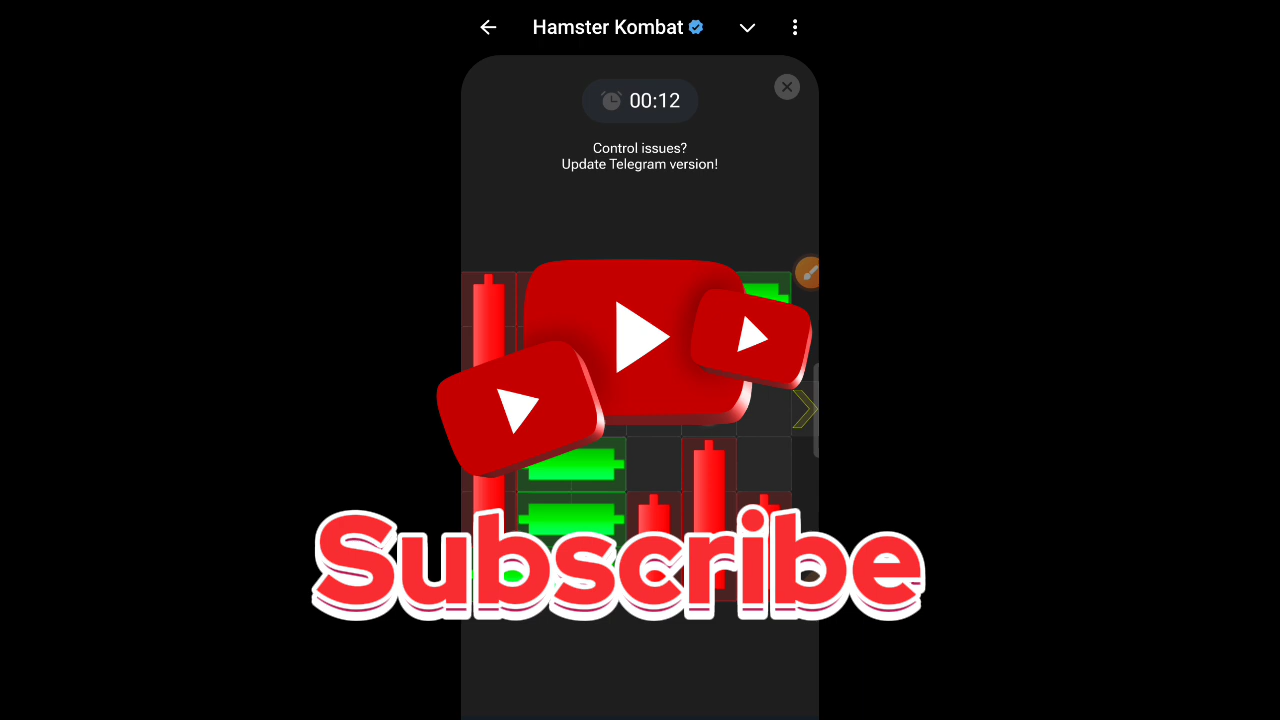 Hamster Kombat
00:12
Control issues?
Update Telegram version!
Subscribe